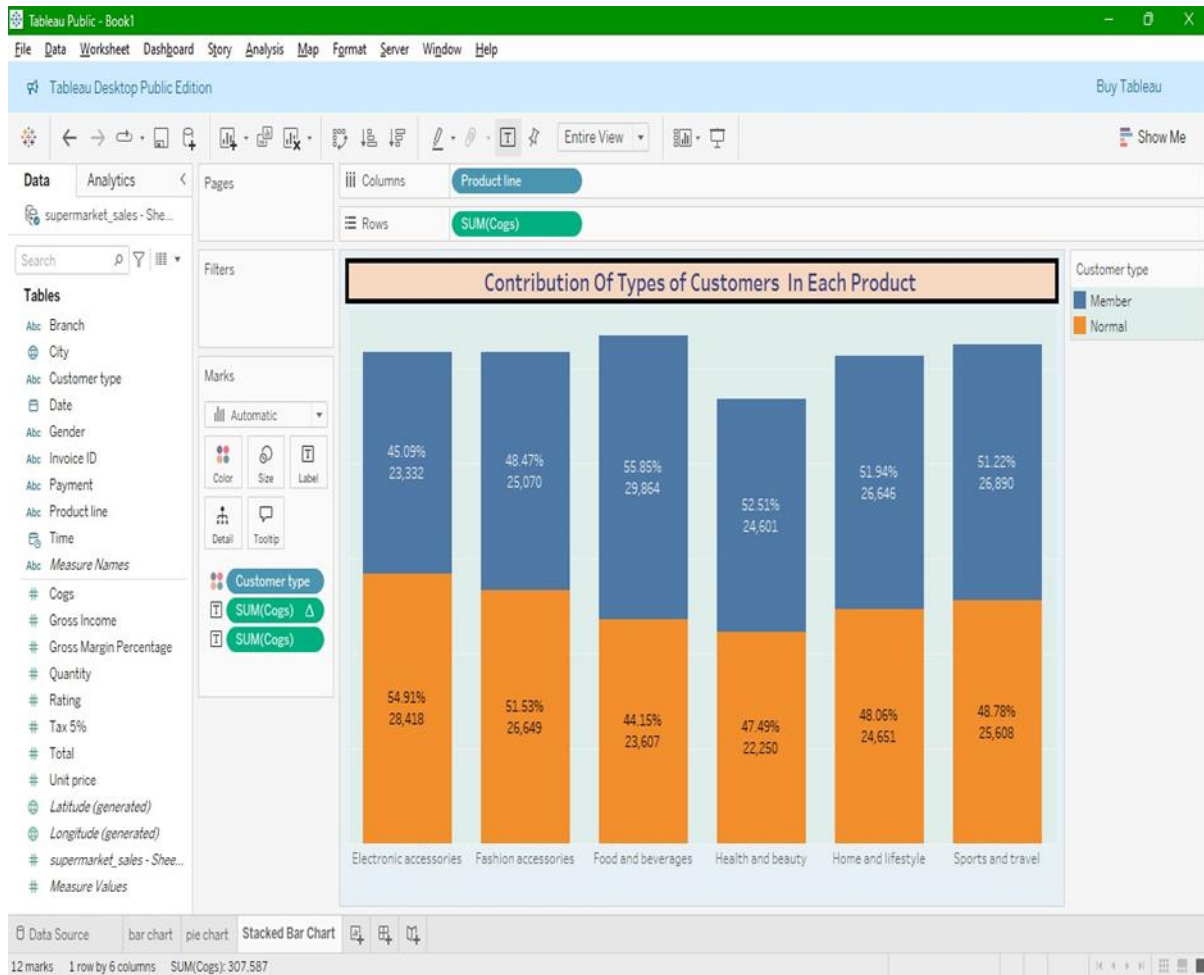 Tableau Public - Book1
File Data Worksheet Dashboard Story Analysis Map Format Server Window Help
Tableau Desktop Public Edition
Buy Tableau
Entire View
Show Me
Data Analytics
supermarket_sales - She...
Search
Tables
Abc Branch
City
Abc Customer type
Date
Abc Gender
Abc Invoice ID
Abc Payment
Abc Product line
Time
Abc Measure Names
# Cogs
# Gross Income
# Gross Margin Percentage
# Quantity
# Rating
# Tax 5%
# Total
# Unit price
Latitude (generated)
Longitude (generated)
# supermarket_sales - Shee...
# Measure Values
Pages
Filters
Marks
Automatic
Color Size Label
Detail Tooltip
Customer type
T SUM(Cogs) Δ
T SUM(Cogs)
Columns Product line
Rows SUM(Cogs)
Contribution Of Types of Customers In Each Product
45.09%
23,332
48.47%
25,070
55.85%
29,864
52.51%
24,601
51.94%
26,646
51.22%
26,890
54.91%
28,418
51.53%
26,649
44.15%
23,607
47.49%
22,250
48.06%
24,651
48.78%
25,608
Electronic accessories Fashion accessories Food and beverages Health and beauty Home and lifestyle Sports and travel
Customer type
Member
Normal
Data Source bar chart pie chart Stacked Bar Chart
12 marks 1 row by 6 columns SUM(Cogs): 307,587